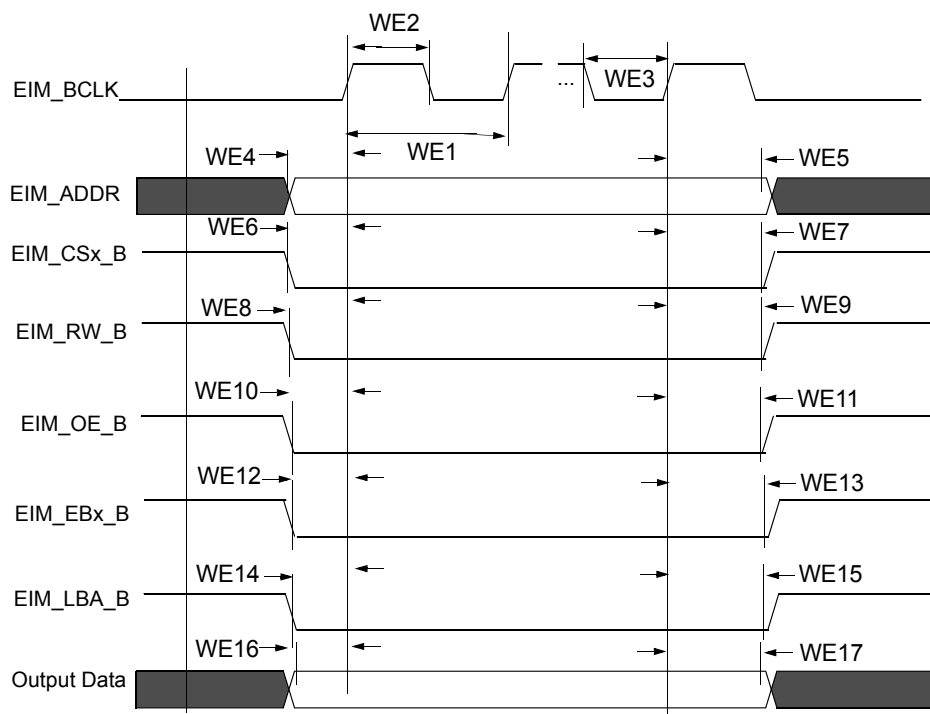 WE2
EIM_BCLK
...
WE3
WE1
WE4
WE5
EIM_ADDR
WE6
WE7
EIM_CSx_B
WE8
WE9
EIM_RW_B
WE10
WE11
EIM_OE_B
WE12
WE13
EIM_EBx_B
WE14
WE15
EIM_LBA_B
WE16
WE17
Output Data